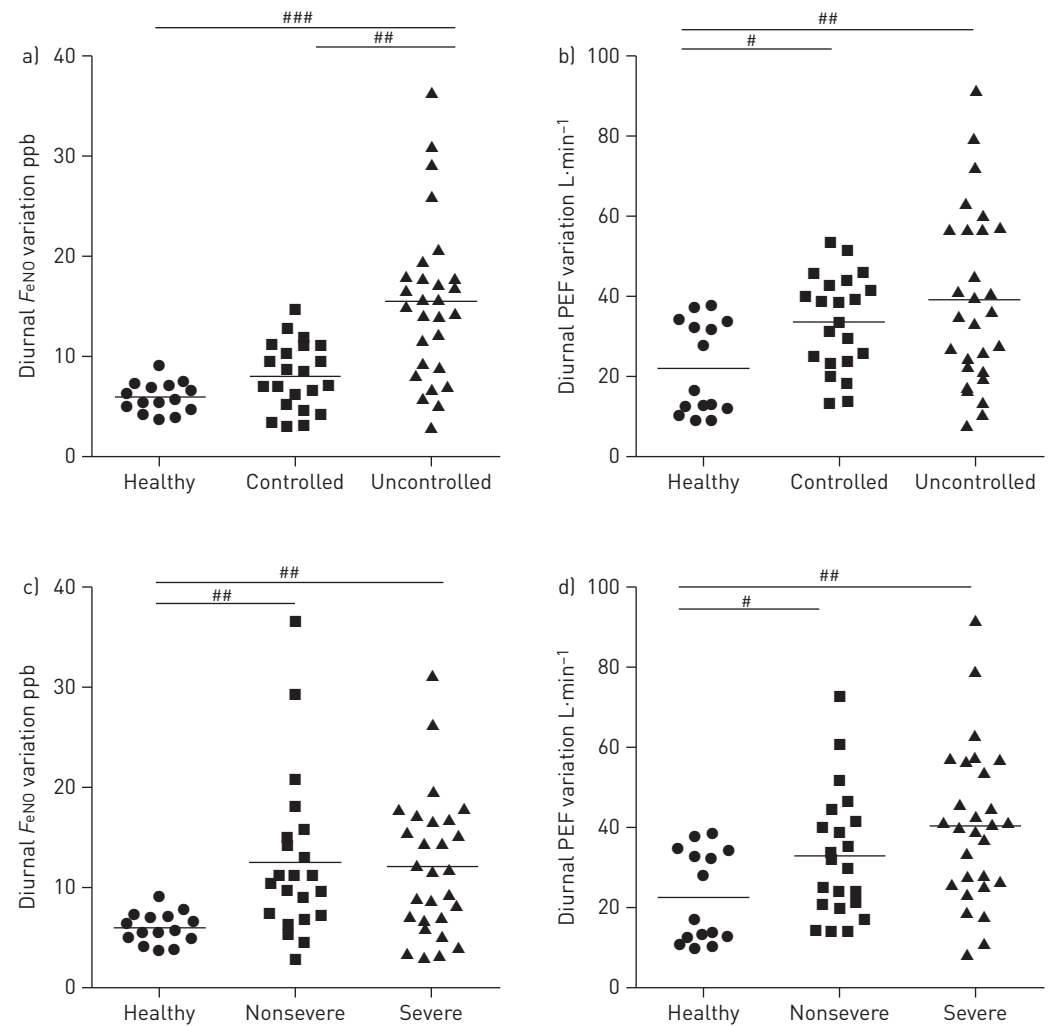 ###
##
a)
Diurnal FeNO variation ppb
40
30
20
10
0
Healthy Controlled Uncontrolled
##
#
b)
Diurnal PEF variation L·min⁻¹
100
80
60
40
20
0
Healthy Controlled Uncontrolled
##
##
c)
Diurnal FeNO variation ppb
40
30
20
10
0
Healthy Nonsevere Severe
##
#
d)
Diurnal PEF variation L·min⁻¹
100
80
60
40
20
0
Healthy Nonsevere Severe